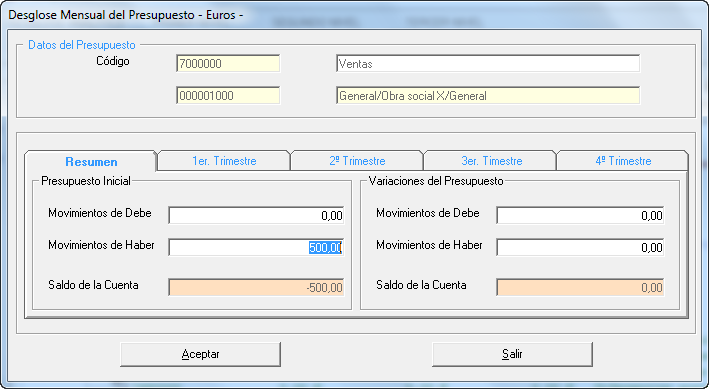 Desglose Mensual del Presupuesto - Euros -
Datos del Presupuesto
Código 7000000 Ventas
000001000 General/Obra social X/General
Resumen 1er. Trimestre 2º Trimestre 3er. Trimestre 4º Trimestre
Presupuesto Inicial Variaciones del Presupuesto
Movimientos de Debe 0,00 Movimientos de Debe 0,00
Movimientos de Haber 500,00 Movimientos de Haber 0,00
Saldo de la Cuenta -500,00 Saldo de la Cuenta 0,00
Aceptar Salir